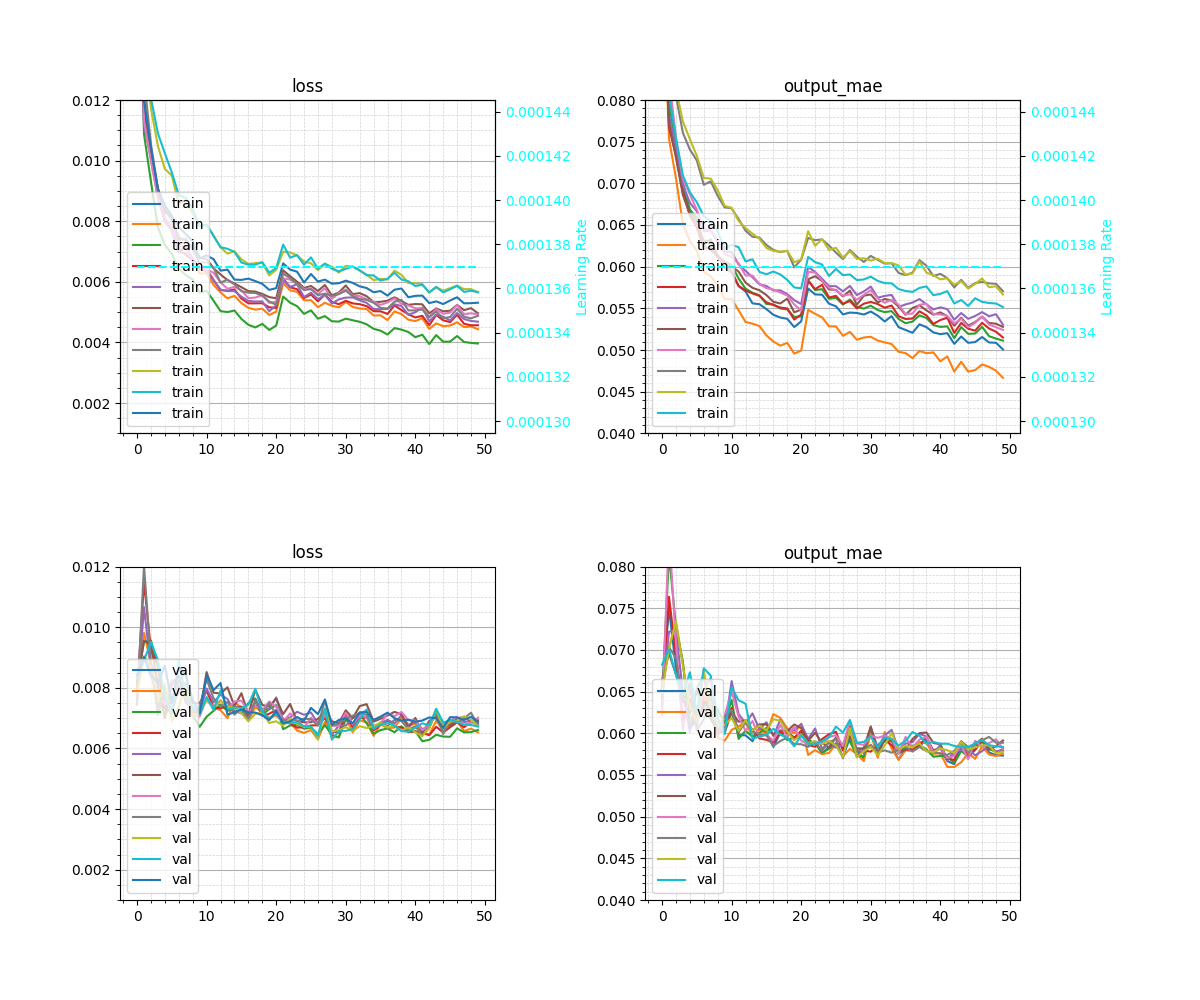 loss
0.012
0.010
0.008
0.006
0.004
0.002
train
train
train
train
train
train
train
train
train
train
train
0 10 20 30 40 50
0.000144
0.000142
0.000140
0.000138
0.000136
0.000134
0.000132
0.000130
Learning Rate
output_mae
0.080
0.075
0.070
0.065
0.060
0.055
0.050
0.045
0.040
train
train
train
train
train
train
train
train
train
train
0 10 20 30 40 50
0.000144
0.000142
0.000140
0.000138
0.000136
0.000134
0.000132
0.000130
Learning Rate
loss
0.012
0.010
0.008
0.006
0.004
0.002
val
val
val
val
val
val
val
val
val
val
val
0 10 20 30 40 50
output_mae
0.080
0.075
0.070
0.065
0.060
0.055
0.050
0.045
0.040
val
val
val
val
val
val
val
val
val
val
0 10 20 30 40 50